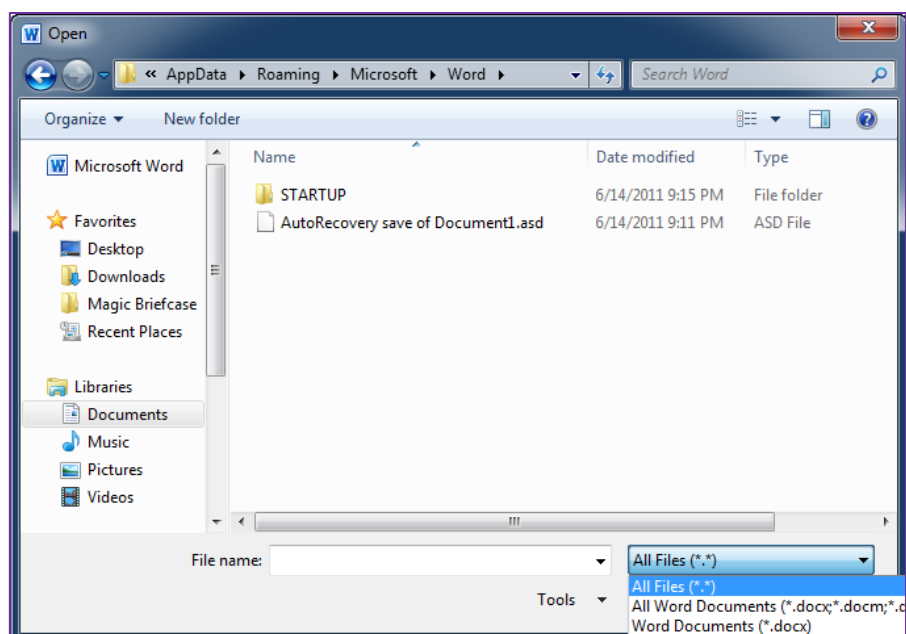 Open
« AppData Roaming Microsoft Word Search Word
Organize New folder
Name Date modified Type
Microsoft Word
STARTUP 6/14/2011 9:15 PM File folder
Favorites AutoRecovery save of Document1.asd 6/14/2011 9:11 PM ASD File
Desktop
Downloads
Magic Briefcase
Recent Places
Libraries
Documents
Music
Pictures
Videos
File name: All Files (*.*)
All Files (*.*)
Tools All Word Documents (*.docx;*.docm;*.d
Word Documents (*.docx)